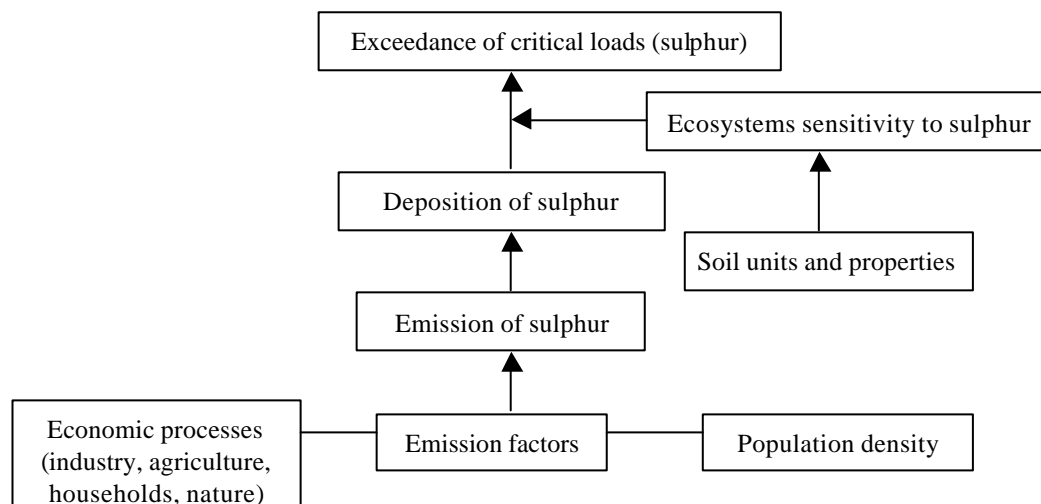 Exceedance of critical loads (sulphur)
Ecosystems sensitivity to sulphur
Deposition of sulphur
Soil units and properties
Emission of sulphur
Economic processes
(industry, agriculture,
households, nature)
Emission factors
Population density